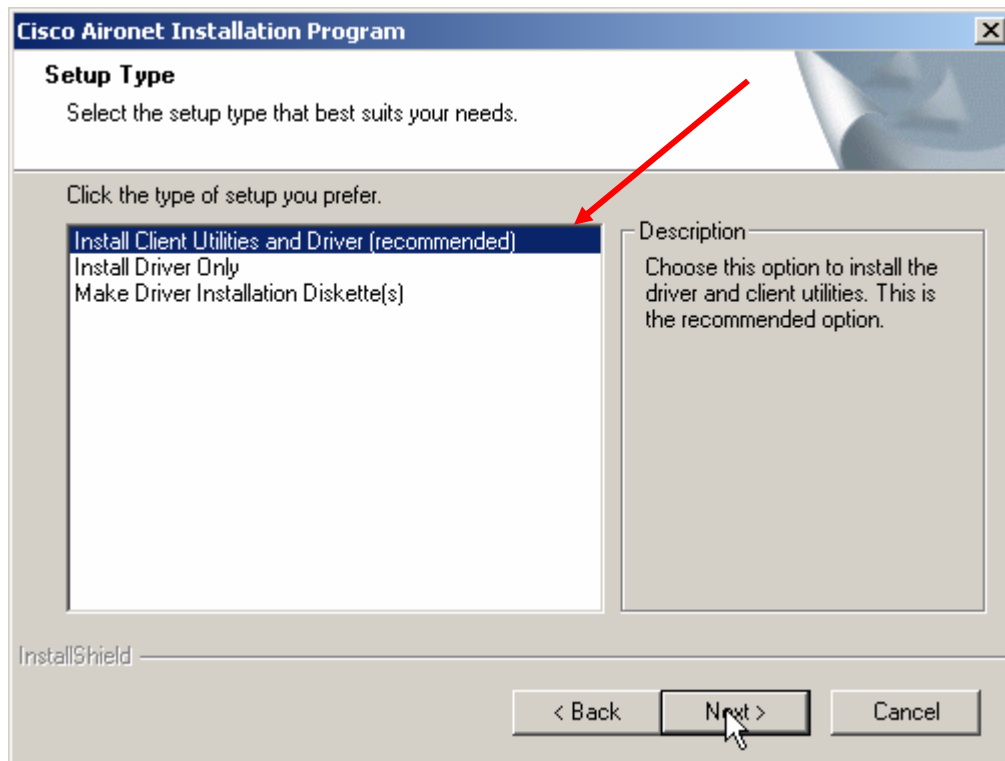 Cisco Aironet Installation Program
Setup Type
Select the setup type that best suits your needs.
Click the type of setup you prefer.
Install Client Utilities and Driver (recommended)
Install Driver Only
Make Driver Installation Diskette(s)
Description
Choose this option to install the
driver and client utilities. This is
the recommended option.
InstallShield
< Back
Next >
Cancel